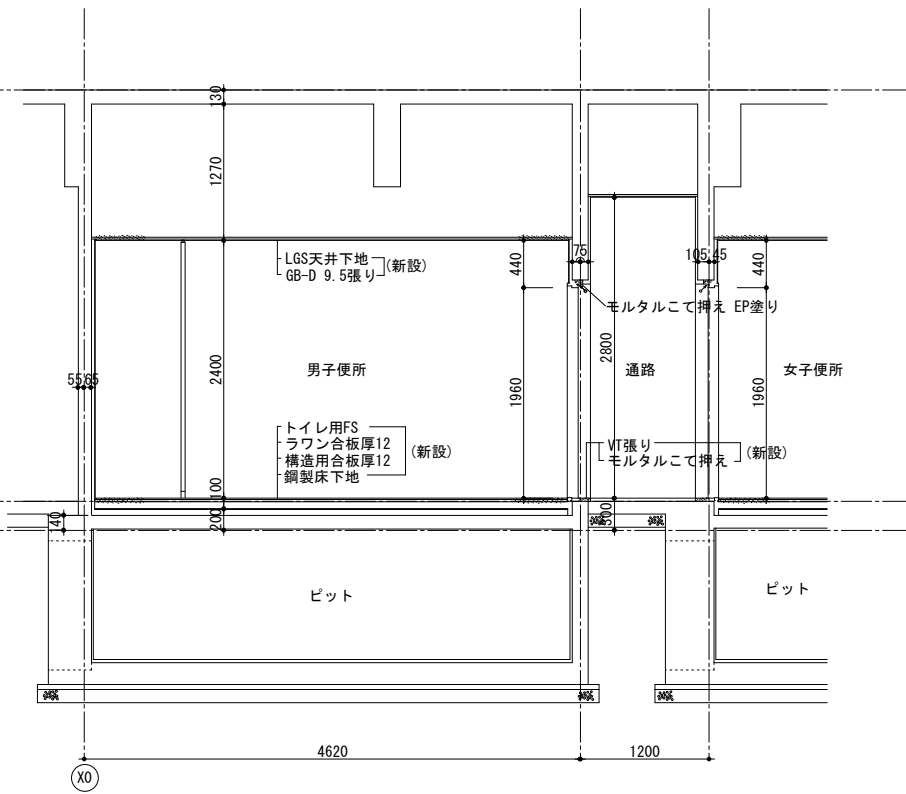 130
1270
LGS天井下地
GB-D 9.5張り
(新設)
440
75
105 45
440
モルタルこて押え EP塗り
2400
男子便所
1960
2800
通路
1960
女子便所
55 65
トイレ用FS
ラワン合板厚12
構造用合板厚12
鋼製床下地
(新設)
VT張り
モルタルこて押え
(新設)
100
140
200
300
ピット
ピット
4620
1200
X0